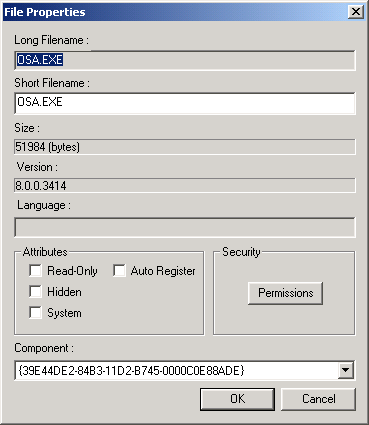 File Properties
Long Filename :
OSA.EXE
Short Filename :
OSA.EXE
Size :
51984 (bytes)
Version :
8.0.0.3414
Language :
Attributes
Read-Only
Auto Register
Hidden
System
Security
Permissions
Component :
{39E44DE2-84B3-11D2-B745-0000C0E88ADE}
OK
Cancel